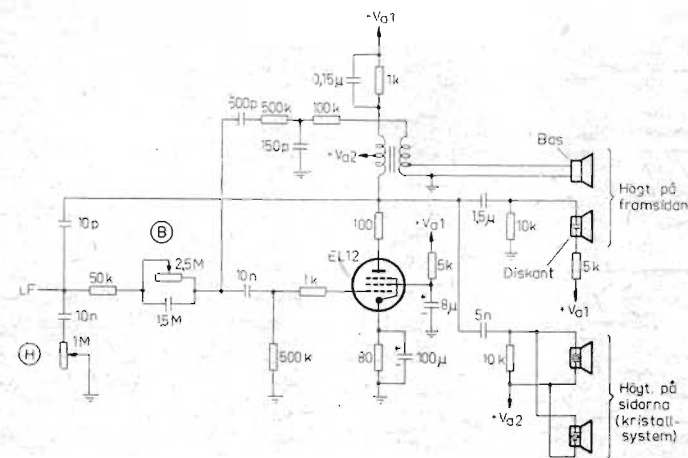 +Va1
0,15μ
1k
500p
500k
100k
150p
+Va2
Bas
Högt. på
framsidan
10p
100
1,5μ
10k
+Va1
B
EL12
5k
Diskant
2,5M
5k
LF
50k
10n
1k
+Va1
1,5M
8μ
10n
5n
H
1M
500k
80
100μ
10k
+Va2
Högt. på
sidorna
(kristall-
system)